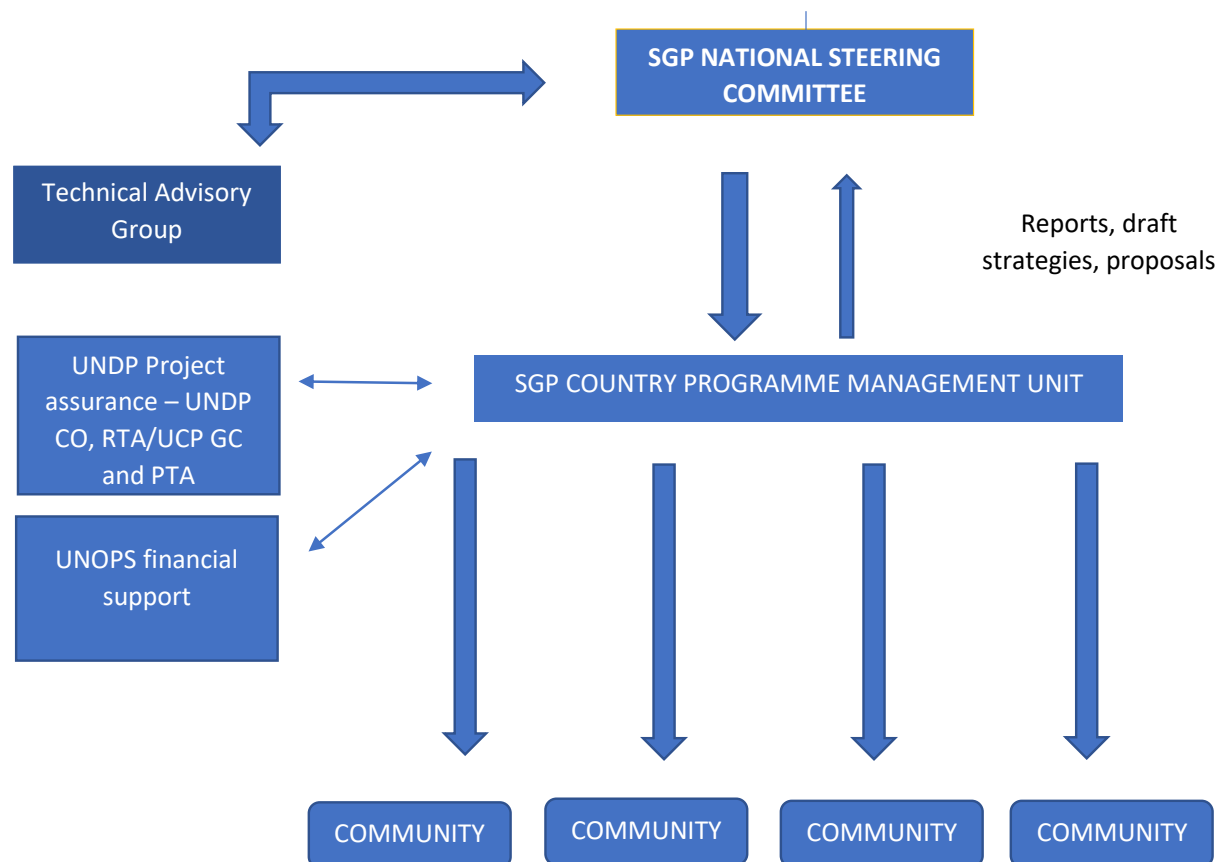 SGP NATIONAL STEERING
COMMITTEE
Technical Advisory
Group
Reports, draft
strategies, proposals
UNDP Project
assurance – UNDP
CO, RTA/UCP GC
and PTA
SGP COUNTRY PROGRAMME MANAGEMENT UNIT
UNOPS financial
support
COMMUNITY
COMMUNITY
COMMUNITY
COMMUNITY